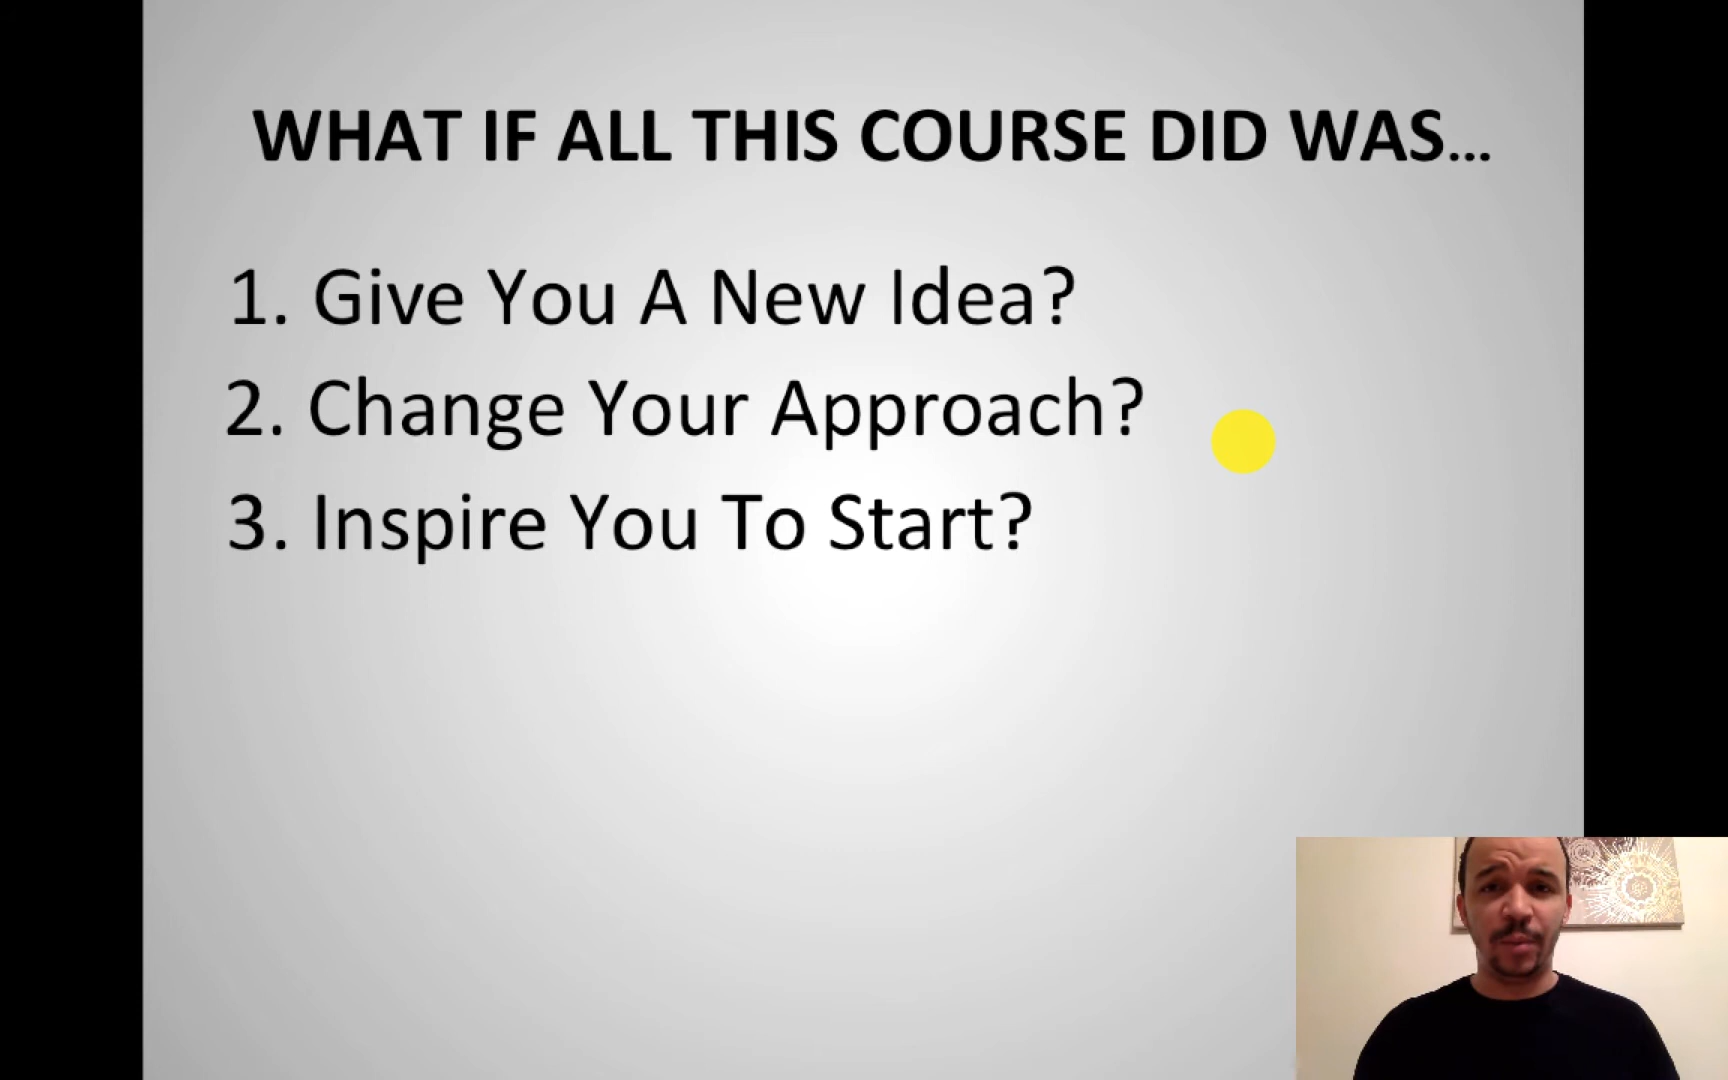 WHAT IF ALL THIS COURSE DID WAS...
1. Give You A New Idea?
2. Change Your Approach?
3. Inspire You To Start?